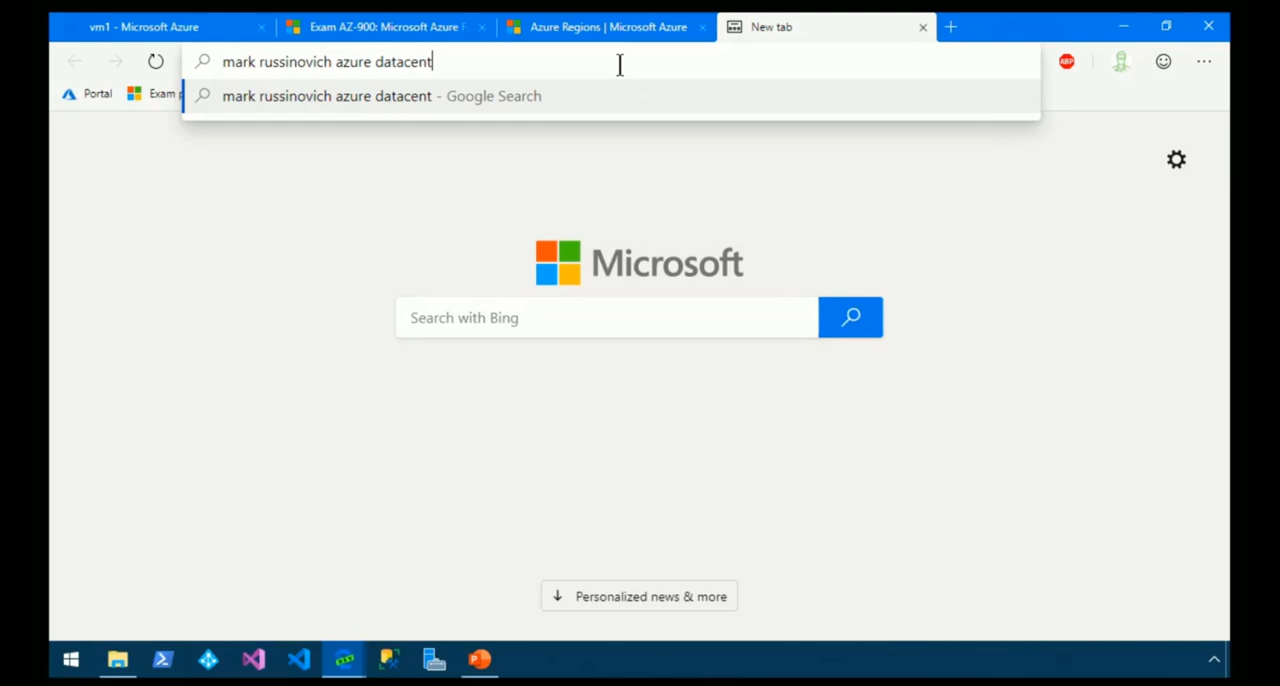 vm1 - Microsoft Azure
Exam AZ-900: Microsoft Azure F
Azure Regions | Microsoft Azure
New tab
mark russinovich azure datacent
ABP
Portal
Exam p
mark russinovich azure datacent - Google Search
Microsoft
Search with Bing
Personalized news & more